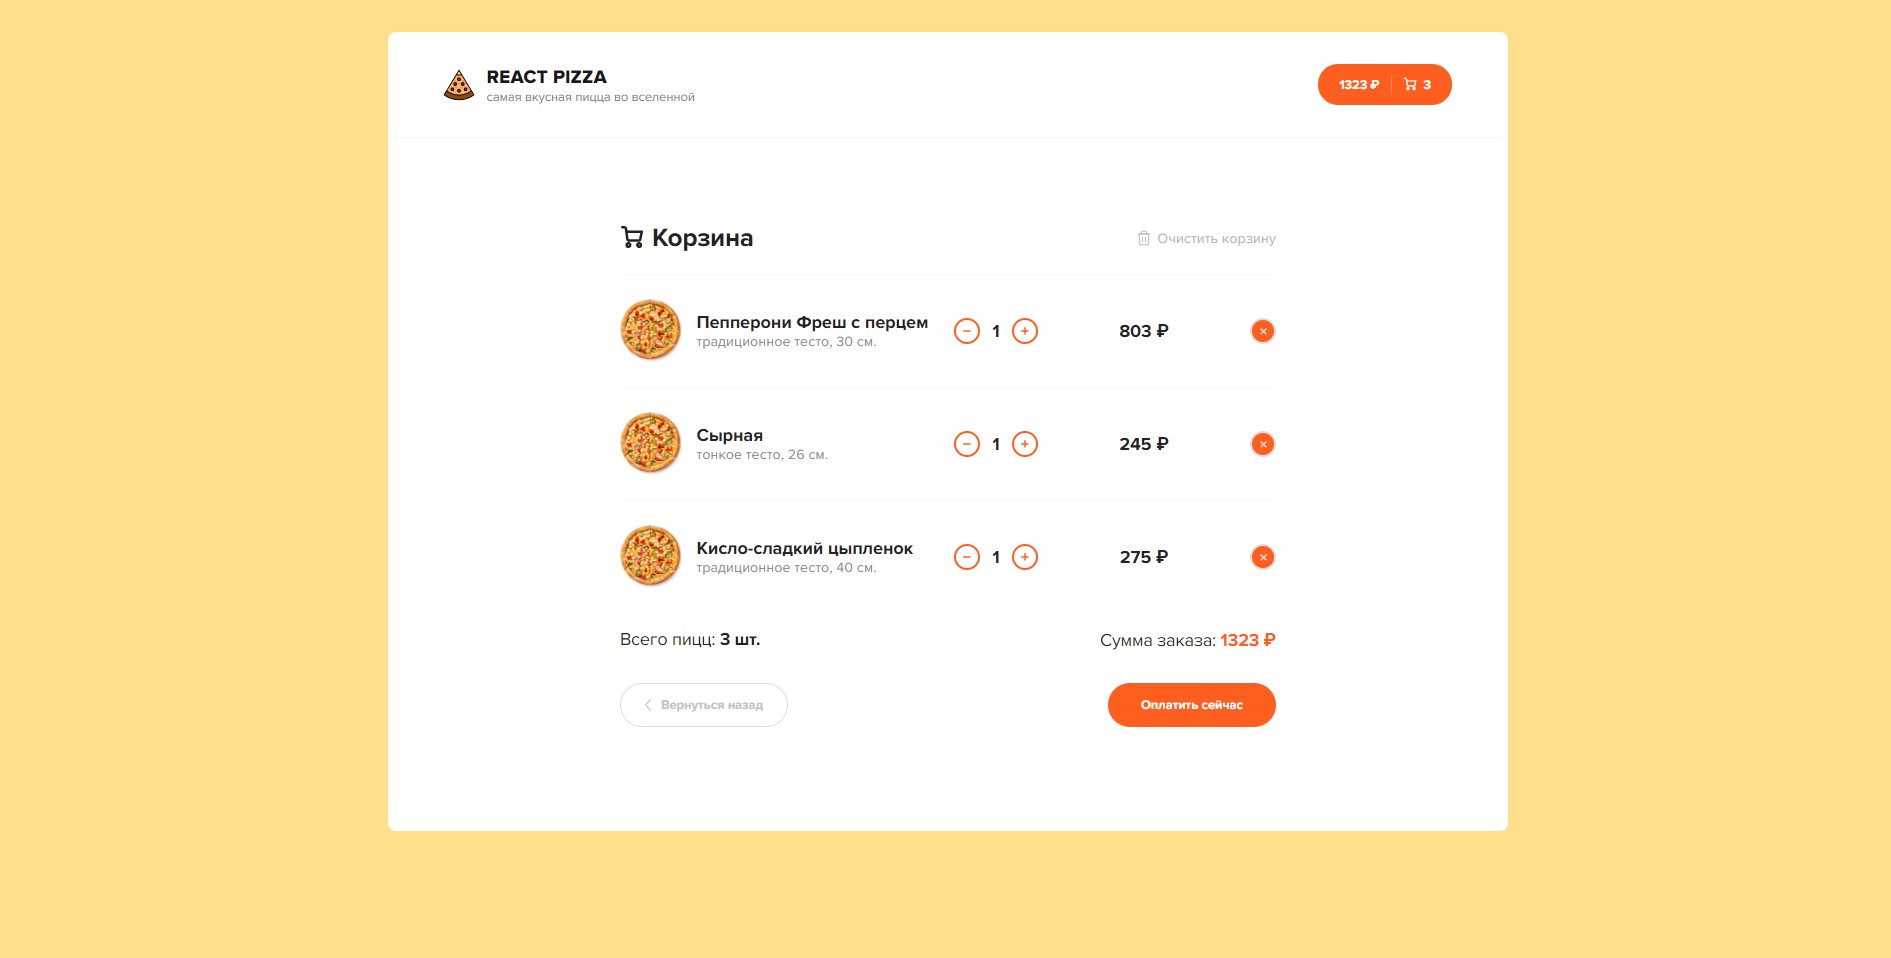 REACT PIZZA
самая вкусная пицца во вселенной
1323 ₽ 3
Корзина
Очистить корзину
Пепперони Фреш с перцем
традиционное тесто, 30 см.
1
803 ₽
Сырная
тонкое тесто, 26 см.
1
245 ₽
Кисло-сладкий цыпленок
традиционное тесто, 40 см.
1
275 ₽
Всего пицц: 3 шт.
Сумма заказа: 1323 ₽
Вернуться назад
Оплатить сейчас